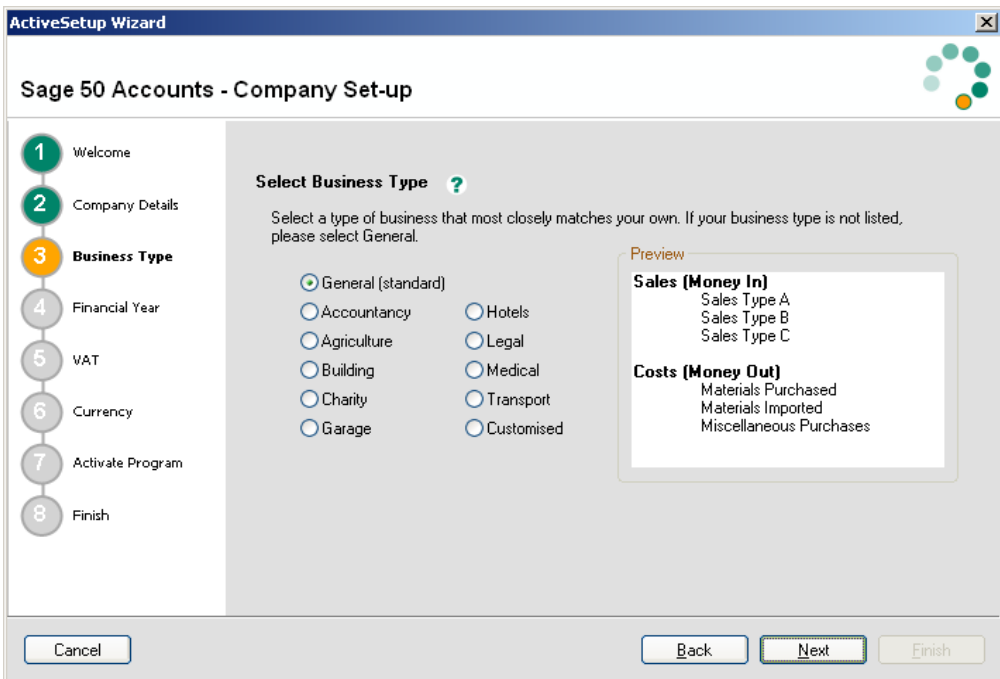 ActiveSetup Wizard
Sage 50 Accounts - Company Set-up
1 Welcome
2 Company Details
3 Business Type
4 Financial Year
5 VAT
6 Currency
7 Activate Program
8 Finish
Select Business Type ?
Select a type of business that most closely matches your own. If your business type is not listed,
please select General.
General (standard)
Accountancy
Agriculture
Building
Charity
Garage
Hotels
Legal
Medical
Transport
Customised
Preview
Sales (Money In)
Sales Type A
Sales Type B
Sales Type C
Costs (Money Out)
Materials Purchased
Materials Imported
Miscellaneous Purchases
Cancel
Back
Next
Finish